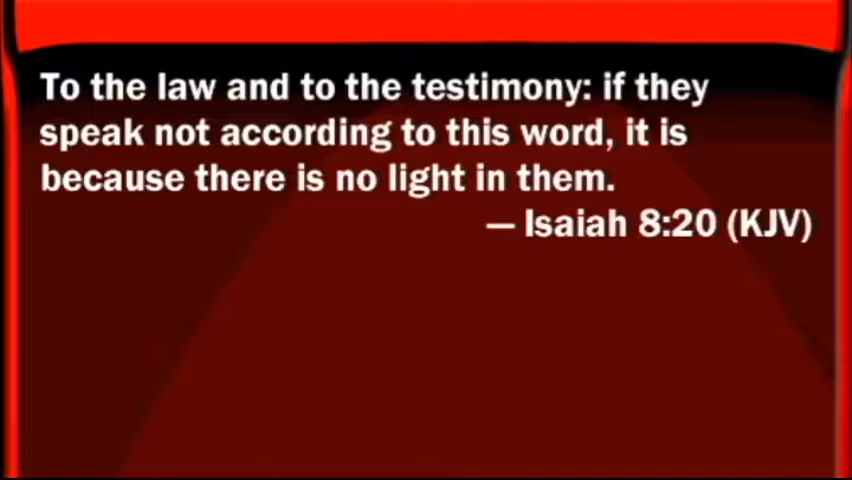 To the law and to the testimony: if they
speak not according to this word, it is
because there is no light in them.
— Isaiah 8:20 (KJV)